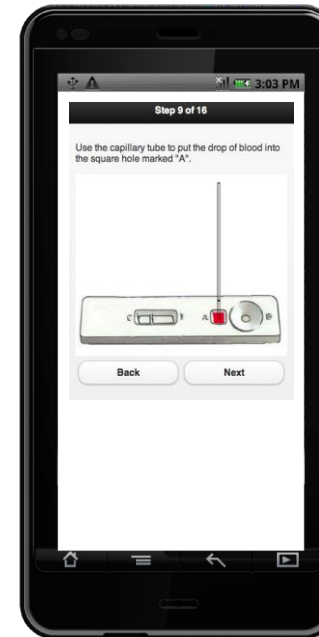 3:03 PM
Step 9 of 16
Use the capillary tube to put the drop of blood into
the square hole marked "A".
C T A B
Back Next